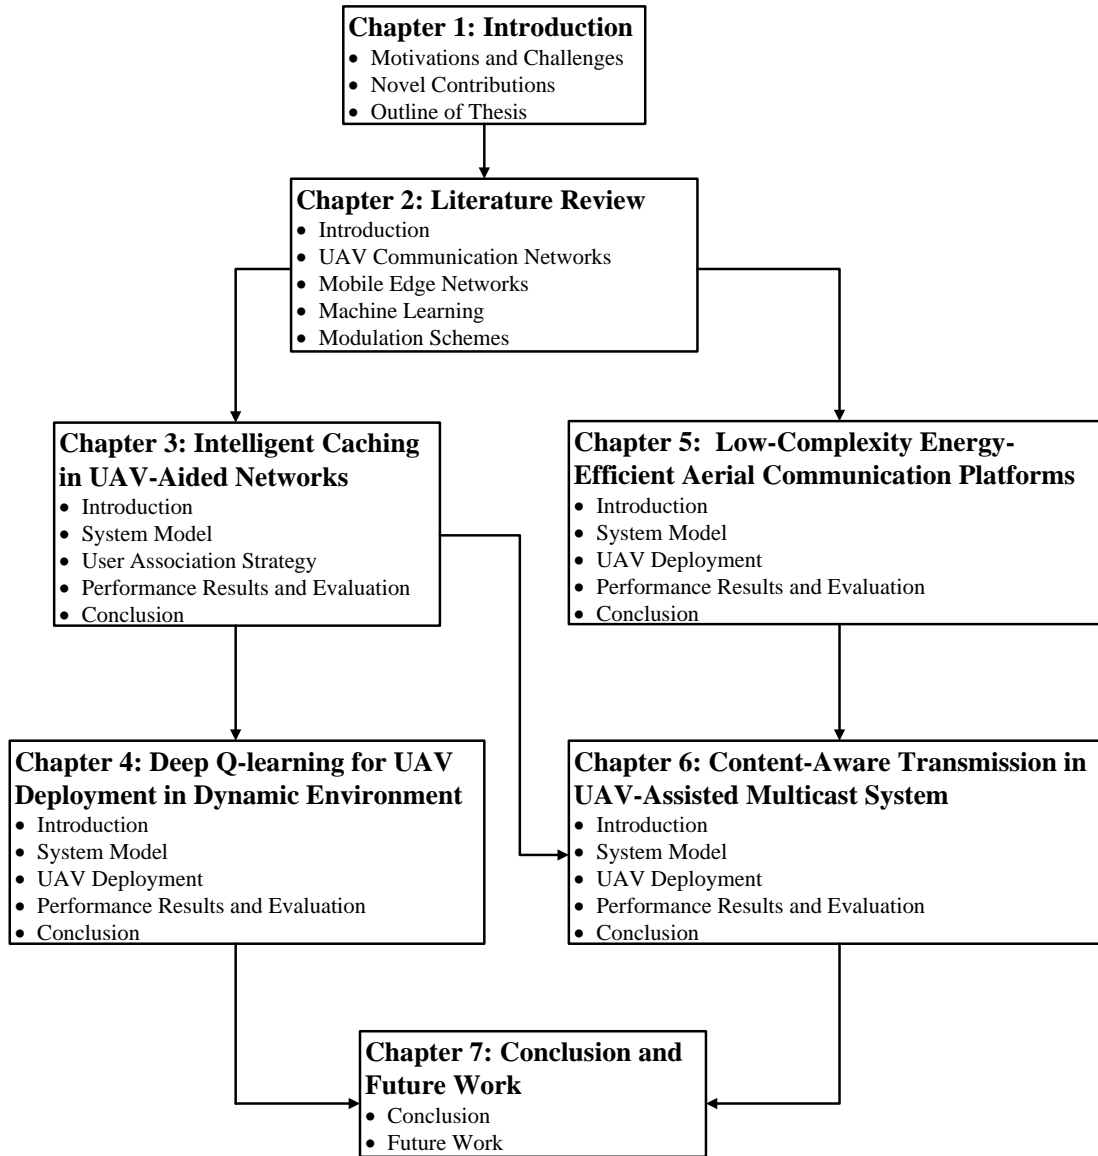 Chapter 1: Introduction
• Motivations and Challenges
• Novel Contributions
• Outline of Thesis
Chapter 2: Literature Review
• Introduction
• UAV Communication Networks
• Mobile Edge Networks
• Machine Learning
• Modulation Schemes
Chapter 3: Intelligent Caching
in UAV-Aided Networks
• Introduction
• System Model
• User Association Strategy
• Performance Results and Evaluation
• Conclusion
Chapter 5:  Low-Complexity Energy-
Efficient Aerial Communication Platforms
• Introduction
• System Model
• UAV Deployment
• Performance Results and Evaluation
• Conclusion
Chapter 4: Deep Q-learning for UAV
Deployment in Dynamic Environment
• Introduction
• System Model
• UAV Deployment
• Performance Results and Evaluation
• Conclusion
Chapter 6: Content-Aware Transmission in
UAV-Assisted Multicast System
• Introduction
• System Model
• UAV Deployment
• Performance Results and Evaluation
• Conclusion
Chapter 7: Conclusion and
Future Work
• Conclusion
• Future Work